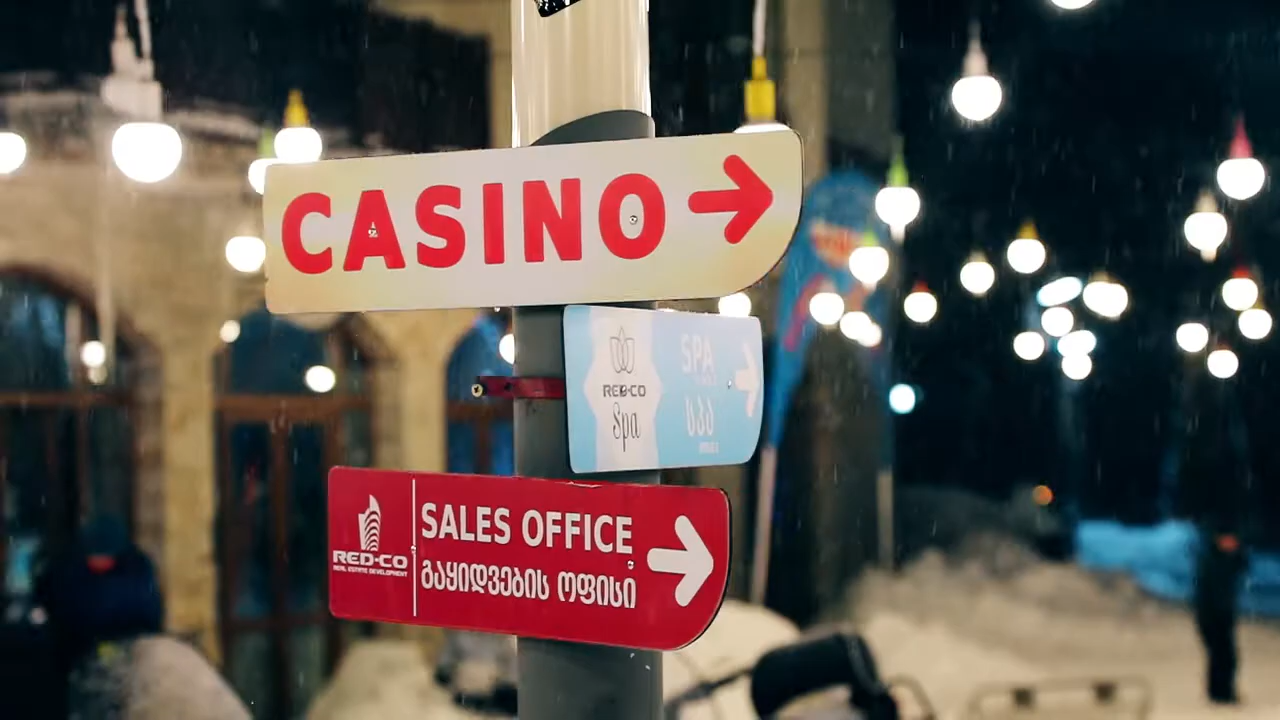 CASINO
RED-CO
Spa
SPA
სპა
RED-CO
REAL ESTATE DEVELOPMENT
SALES OFFICE
ᲒᲐᲧᲘᲓᲕᲔᲑᲘᲡ ᲝᲤᲘᲡᲘ